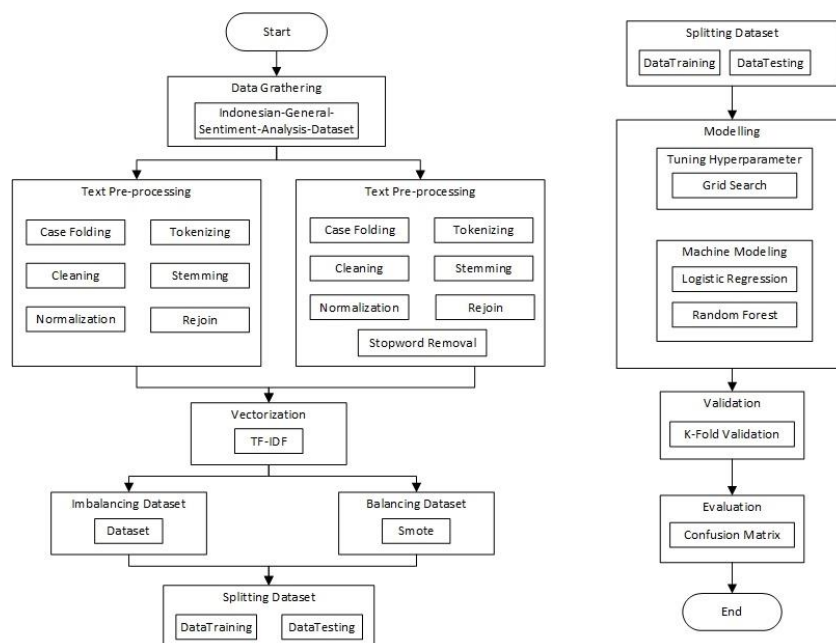 Start
Data Grathering
Indonesian-General-
Sentiment-Analysis-Dataset
Text Pre-processing
Case Folding
Tokenizing
Cleaning
Stemming
Normalization
Rejoin
Text Pre-processing
Case Folding
Tokenizing
Cleaning
Stemming
Normalization
Rejoin
Stopword Removal
Vectorization
TF-IDF
Imbalancing Dataset
Dataset
Balancing Dataset
Smote
Splitting Dataset
DataTraining
DataTesting
Splitting Dataset
DataTraining
DataTesting
Modelling
Tuning Hyperparameter
Grid Search
Machine Modeling
Logistic Regression
Random Forest
Validation
K-Fold Validation
Evaluation
Confusion Matrix
End